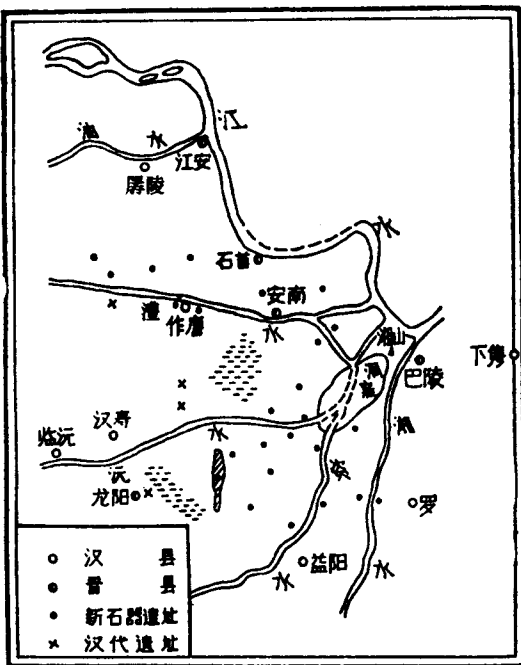 江
水
油
水
江安
孱陵
石首
水
安南
澧
作唐
水
湘山
洞庭
巴陵
下隽
汉寿
临沅
水
沅
龙阳
资
湘
罗
益阳
水
水
汉 县
晋 县
新石器遗址
汉代遗址